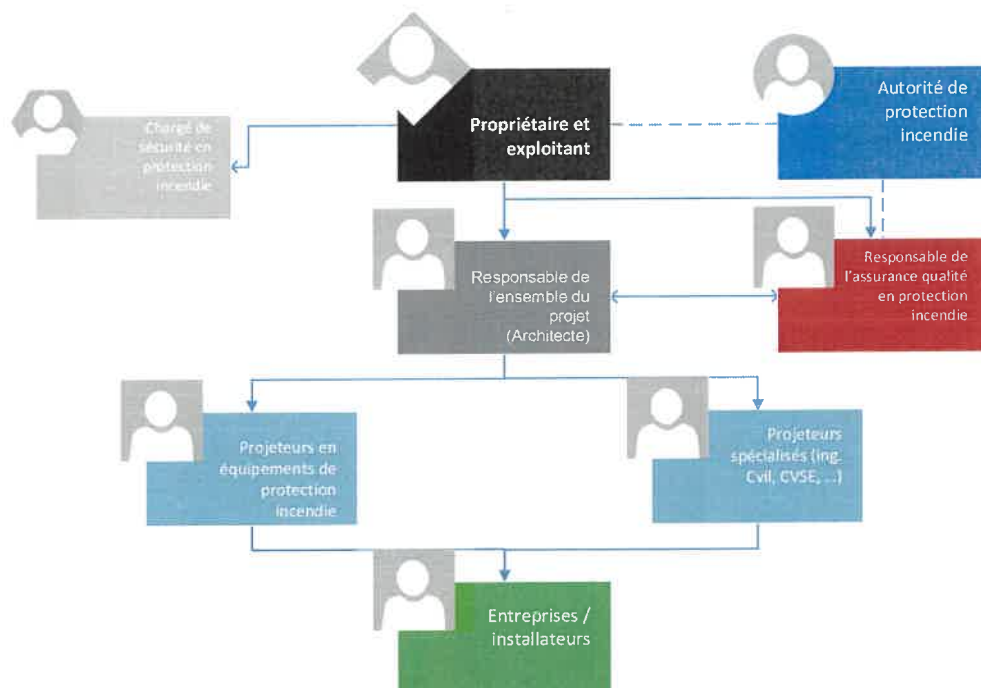 Propriétaire et
exploitant
Autorité de
protection
incendie
Chargé de
sécurité en
protection
incendie
Responsable de
l'ensemble du
projet
(Architecte)
Responsable de
l'assurance qualité
en protection
incendie
Projeteurs en
équipements de
protection
incendie
Projeteurs
spécialisés (ing.
Cvil, CVSE, ...)
Entreprises /
installateurs